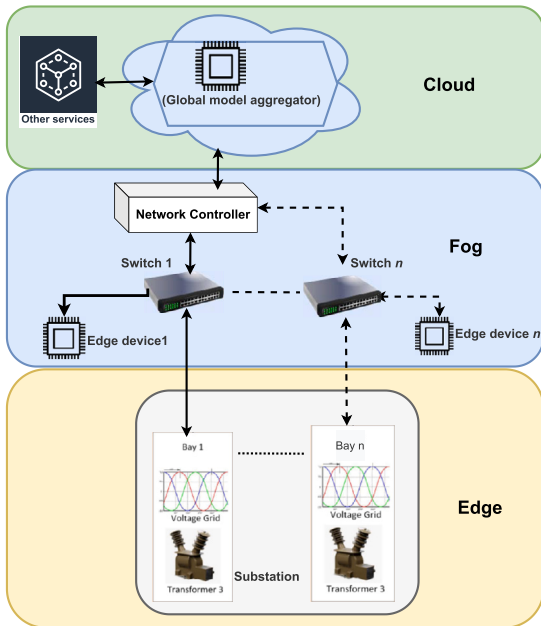 Cloud
(Global model aggregator)
Other services
Network Controller
Fog
Switch 1
Switch n
Edge device1
Edge device n
Bay 1
Bay n
Edge
Voltage Grid
Voltage Grid
Substation
Transformer 3
Transformer 3